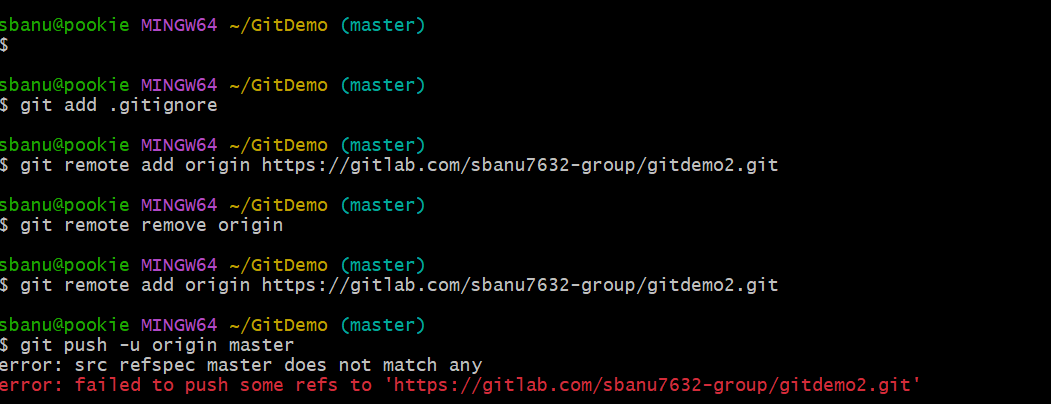 sbanu@pookie MINGW64 ~/GitDemo (master)
$
sbanu@pookie MINGW64 ~/GitDemo (master)
$ git add .gitignore
sbanu@pookie MINGW64 ~/GitDemo (master)
$ git remote add origin https://gitlab.com/sbanu7632-group/gitdemo2.git
sbanu@pookie MINGW64 ~/GitDemo (master)
$ git remote remove origin
sbanu@pookie MINGW64 ~/GitDemo (master)
$ git remote add origin https://gitlab.com/sbanu7632-group/gitdemo2.git
sbanu@pookie MINGW64 ~/GitDemo (master)
$ git push -u origin master
error: src refspec master does not match any
error: failed to push some refs to 'https://gitlab.com/sbanu7632-group/gitdemo2.git'